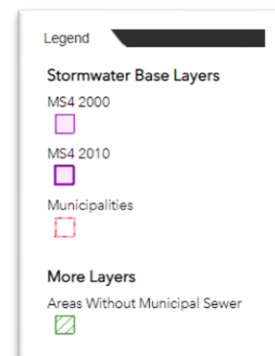 Legend
Stormwater Base Layers
MS4 2000
MS4 2010
Municipalities
More Layers
Areas Without Municipal Sewer